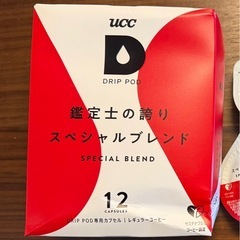 ucc
D
DRIP POD
鑑定士の誇り
スペシャルブレンド
SPECIAL BLEND
12
CAPSULES
DRIP POD専用カプセル | レギュラーコーヒー